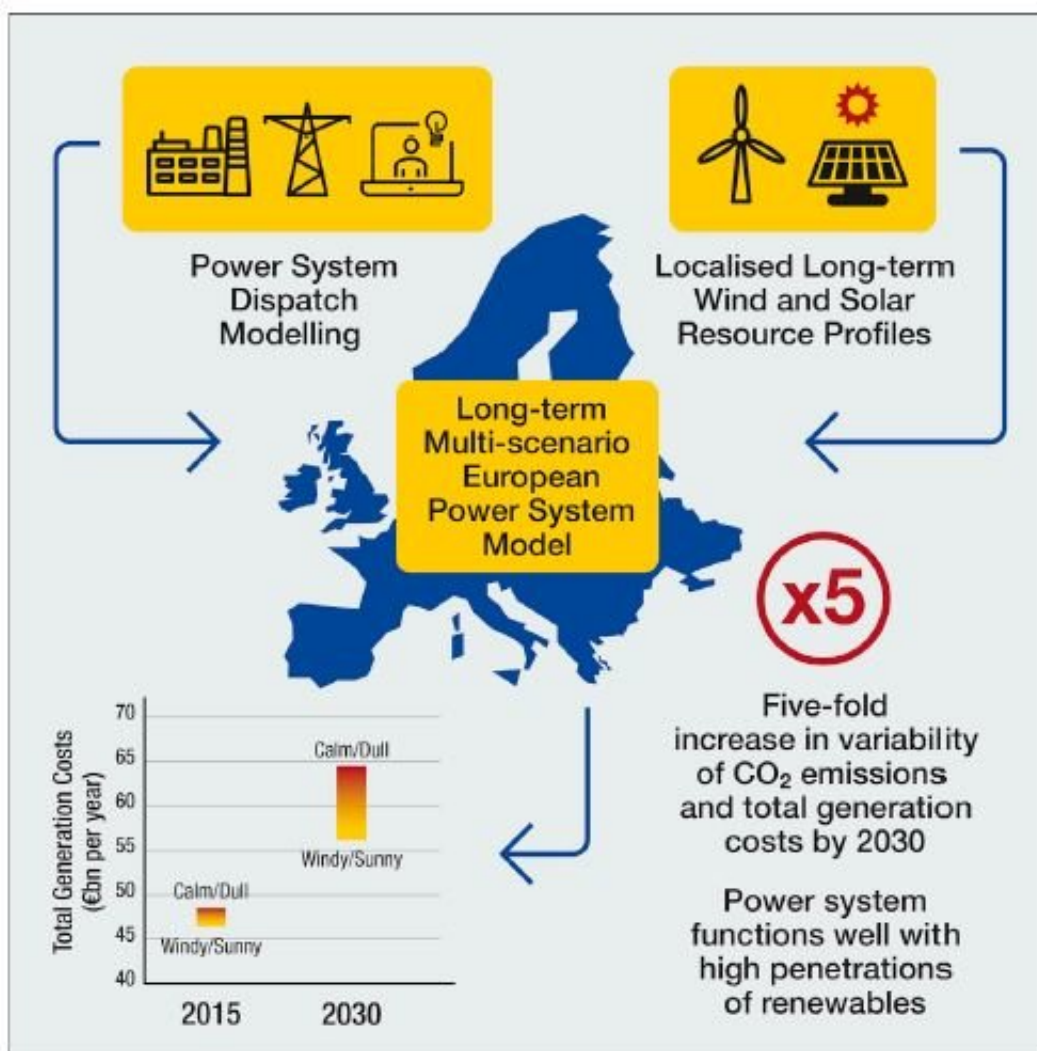 Power System
Dispatch
Modelling
Localised Long-term
Wind and Solar
Resource Profiles
Long-term
Multi-scenario
European
Power System
Model
x5
Five-fold
increase in variability
of CO₂ emissions
and total generation
costs by 2030
Power system
functions well with
high penetrations
of renewables
Total Generation Costs
(€bn per year)
70
65
60
55
50
45
40
Calm/Dull
Windy/Sunny
Calm/Dull
Windy/Sunny
2015
2030